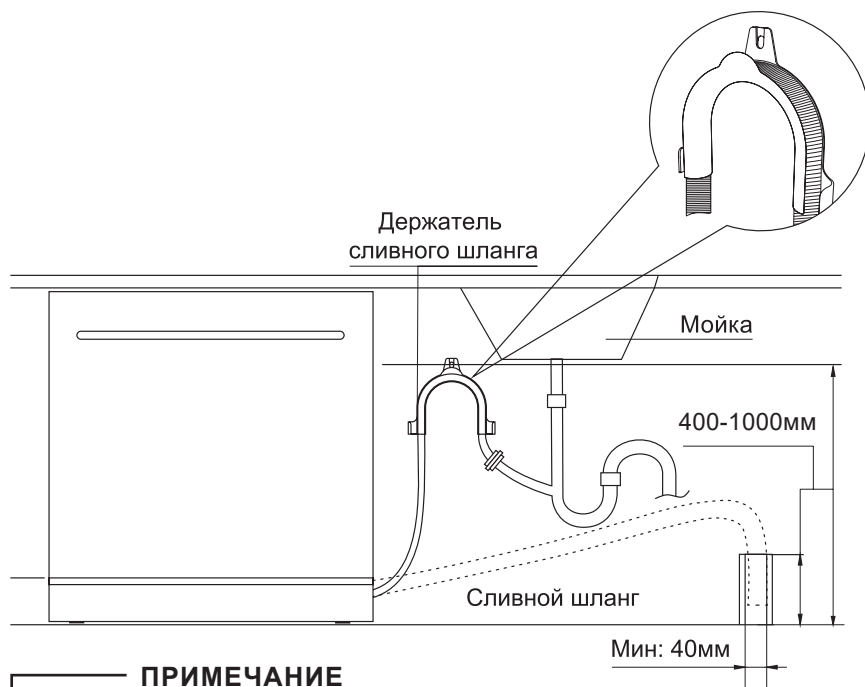 Держатель
сливного шланга
Мойка
400-1000мм
Сливной шланг
Мин: 40мм
ПРИМЕЧАНИЕ